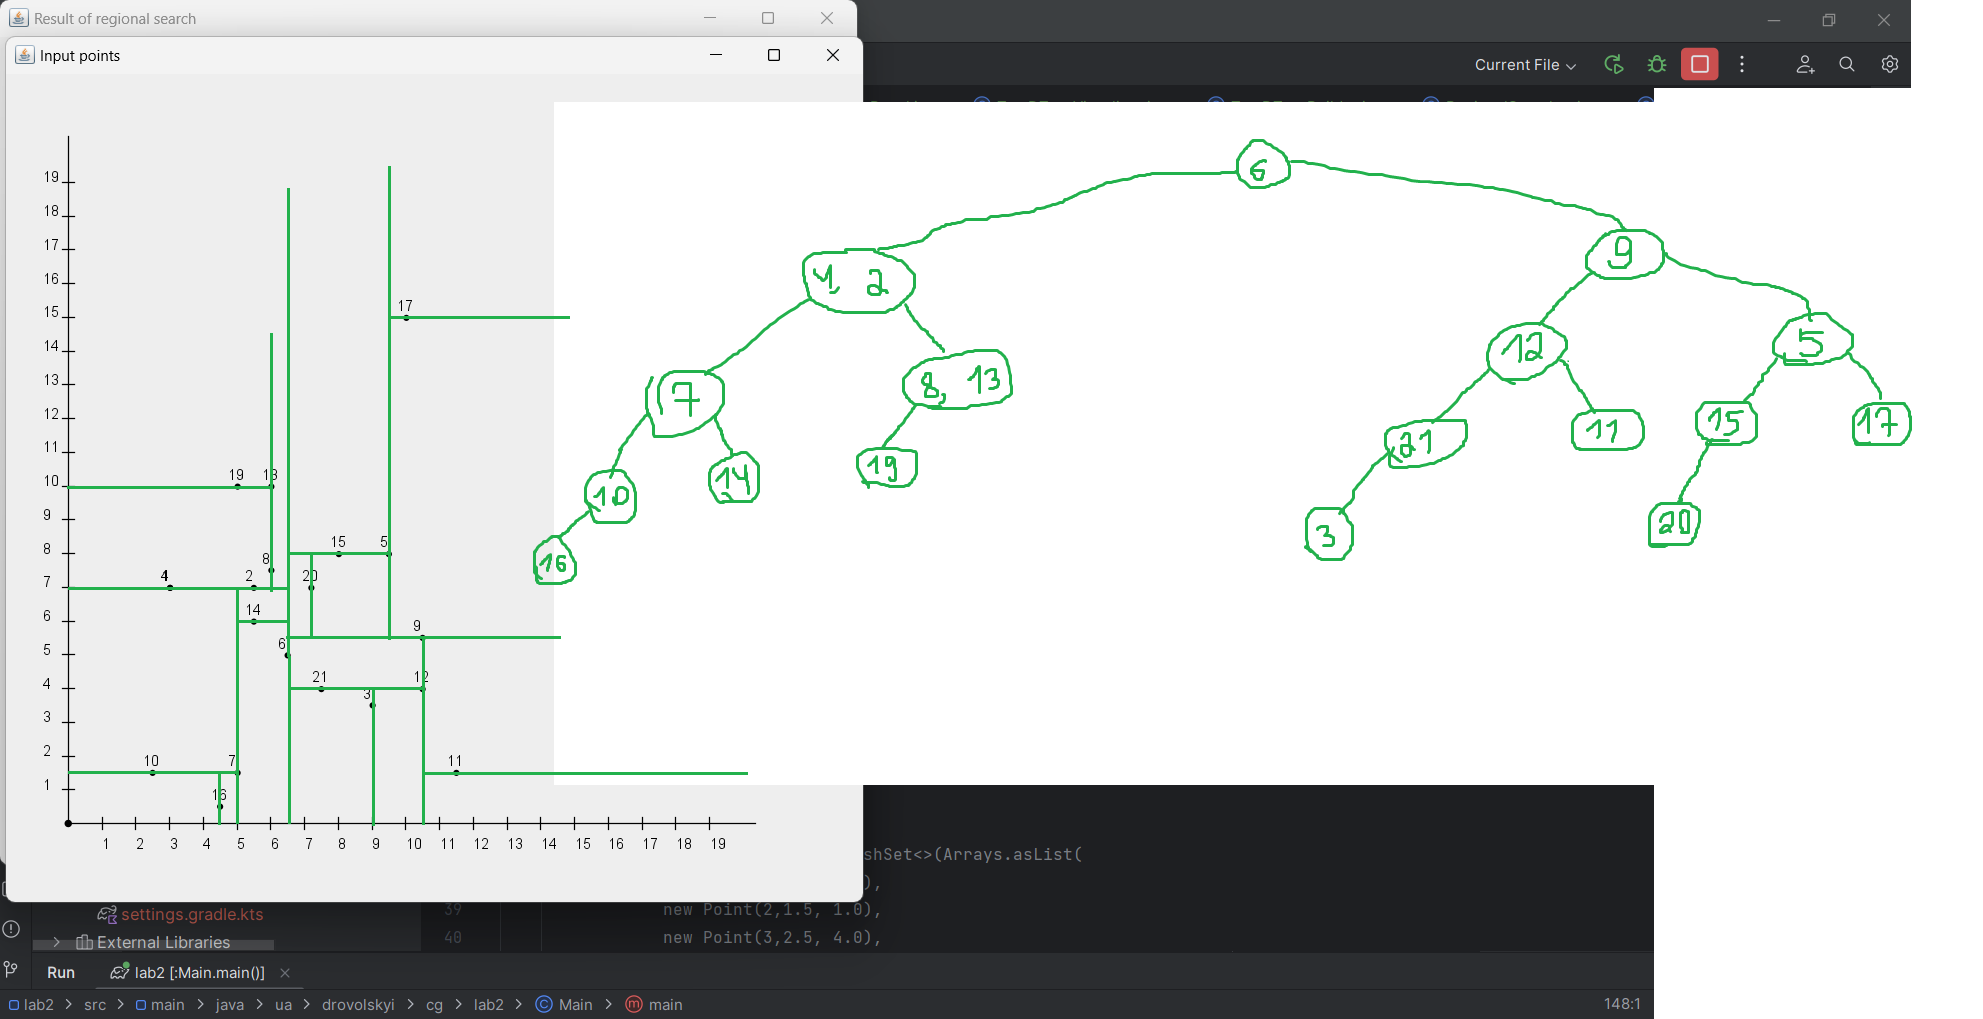 Result of regional search
Input points
Current File
19
18
17
16
15
14
13
12
11
10
9
8
7
6
5
4
3
2
1
17
19 13
15 5
8
4 2 20
14
9
6
21 12
3
10 7 11
16
1 2 3 4 5 6 7 8 9 10 11 12 13 14 15 16 17 18 19
6
4, 2 9
7 8, 13 12 5
10 14 19 21 11 15 17
16 3 20
shSet<>(Arrays.asList(
),
settings.gradle.kts 39 new Point(2,1.5, 1.0),
External Libraries 40 new Point(3,2.5, 4.0),
Run lab2 [:Main.main()]
lab2 > src > main > java > ua > drovolskyi > cg > lab2 > Main > main 148:1